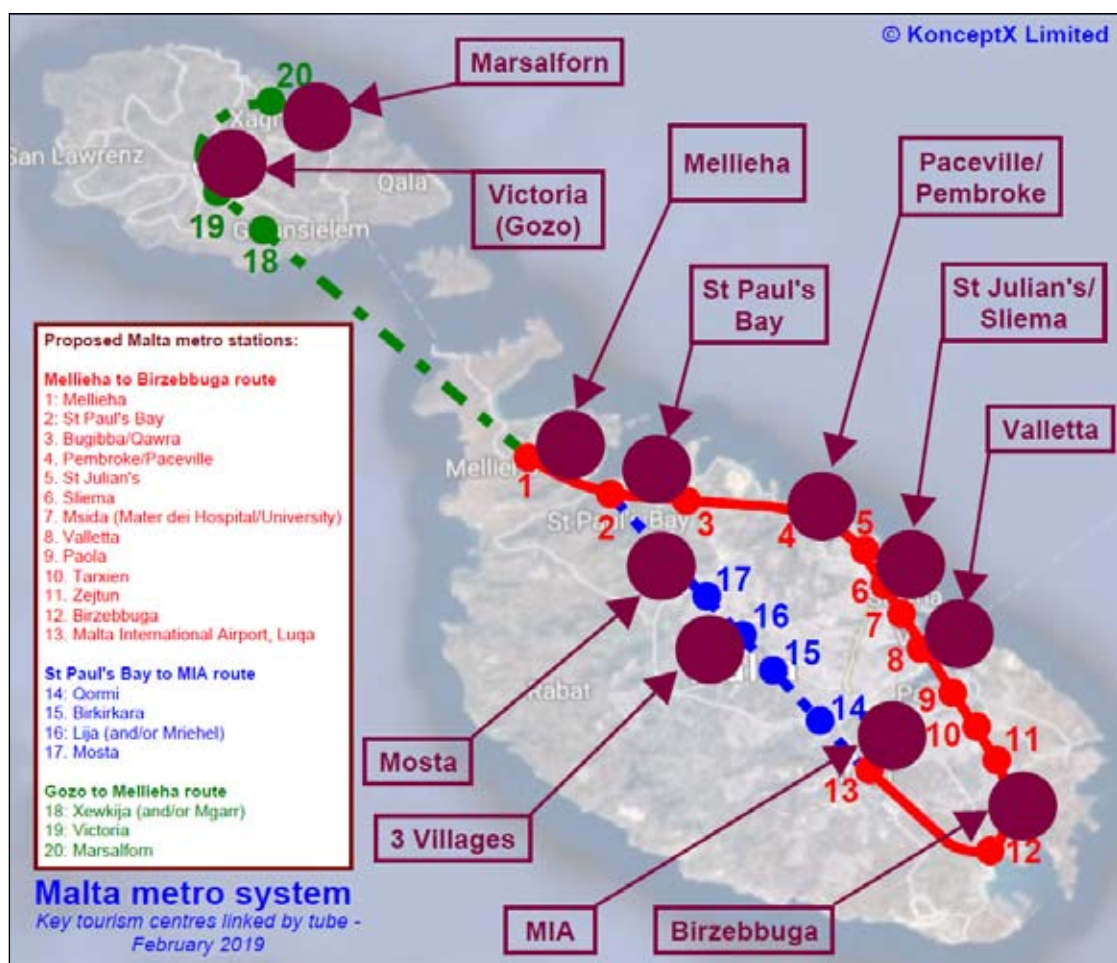 © KonceptX Limited
20
Marsalforn
Xagr
San Lawrenz
Mellieha
Paceville/
Pembroke
Qala
Victoria
(Gozo)
19
18
St Paul's
Bay
St Julian's/
Sliema
Valletta
Proposed Malta metro stations:
Mellieha to Birzebbuga route
1: Mellieha
2: St Paul's Bay
3. Bugibba/Qawra
4. Pembroke/Paceville
5. St Julian's
6. Sliema
7. Msida (Mater dei Hospital/University)
8. Valletta
9. Paola
10. Tarxien
11. Zejtun
12. Birzebbuga
13. Malta International Airport, Luqa
St Paul's Bay to MIA route
14: Qormi
15. Birkirkara
16: Lija (and/or Mriehel)
17. Mosta
Gozo to Mellieha route
18: Xewkija (and/or Mgarr)
19: Victoria
20: Marsalforn
Mellieh
1
2
St Paul's Bay
3
4
5
6
7
8
17
16
15
14
Rabat
9
10
11
13
12
Mosta
3 Villages
MIA
Birzebbuga
Malta metro system
Key tourism centres linked by tube -
February 2019